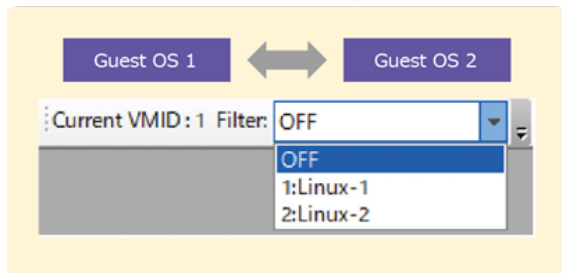 Guest OS 1 Guest OS 2
Current VMID : 1 Filter: OFF
OFF
1:Linux-1
2:Linux-2